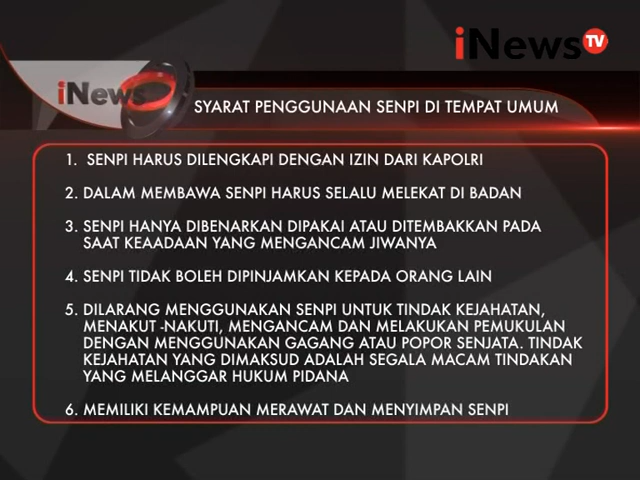 iNews TV
iNews
SYARAT PENGGUNAAN SENPI DI TEMPAT UMUM
1. SENPI HARUS DILENGKAPI DENGAN IZIN DARI KAPOLRI
2. DALAM MEMBAWA SENPI HARUS SELALU MELEKAT DI BADAN
3. SENPI HANYA DIBENARKAN DIPAKAI ATAU DITEMBAKKAN PADA
SAAT KEAADAAN YANG MENGANCAM JIWANYA
4. SENPI TIDAK BOLEH DIPINJAMKAN KEPADA ORANG LAIN
5. DILARANG MENGGUNAKAN SENPI UNTUK TINDAK KEJAHATAN,
MENAKUT -NAKUTI, MENGANCAM DAN MELAKUKAN PEMUKULAN
DENGAN MENGGUNAKAN GAGANG ATAU POPOR SENJATA. TINDAK
KEJAHATAN YANG DIMAKSUD ADALAH SEGALA MACAM TINDAKAN
YANG MELANGGAR HUKUM PIDANA
6. MEMILIKI KEMAMPUAN MERAWAT DAN MENYIMPAN SENPI